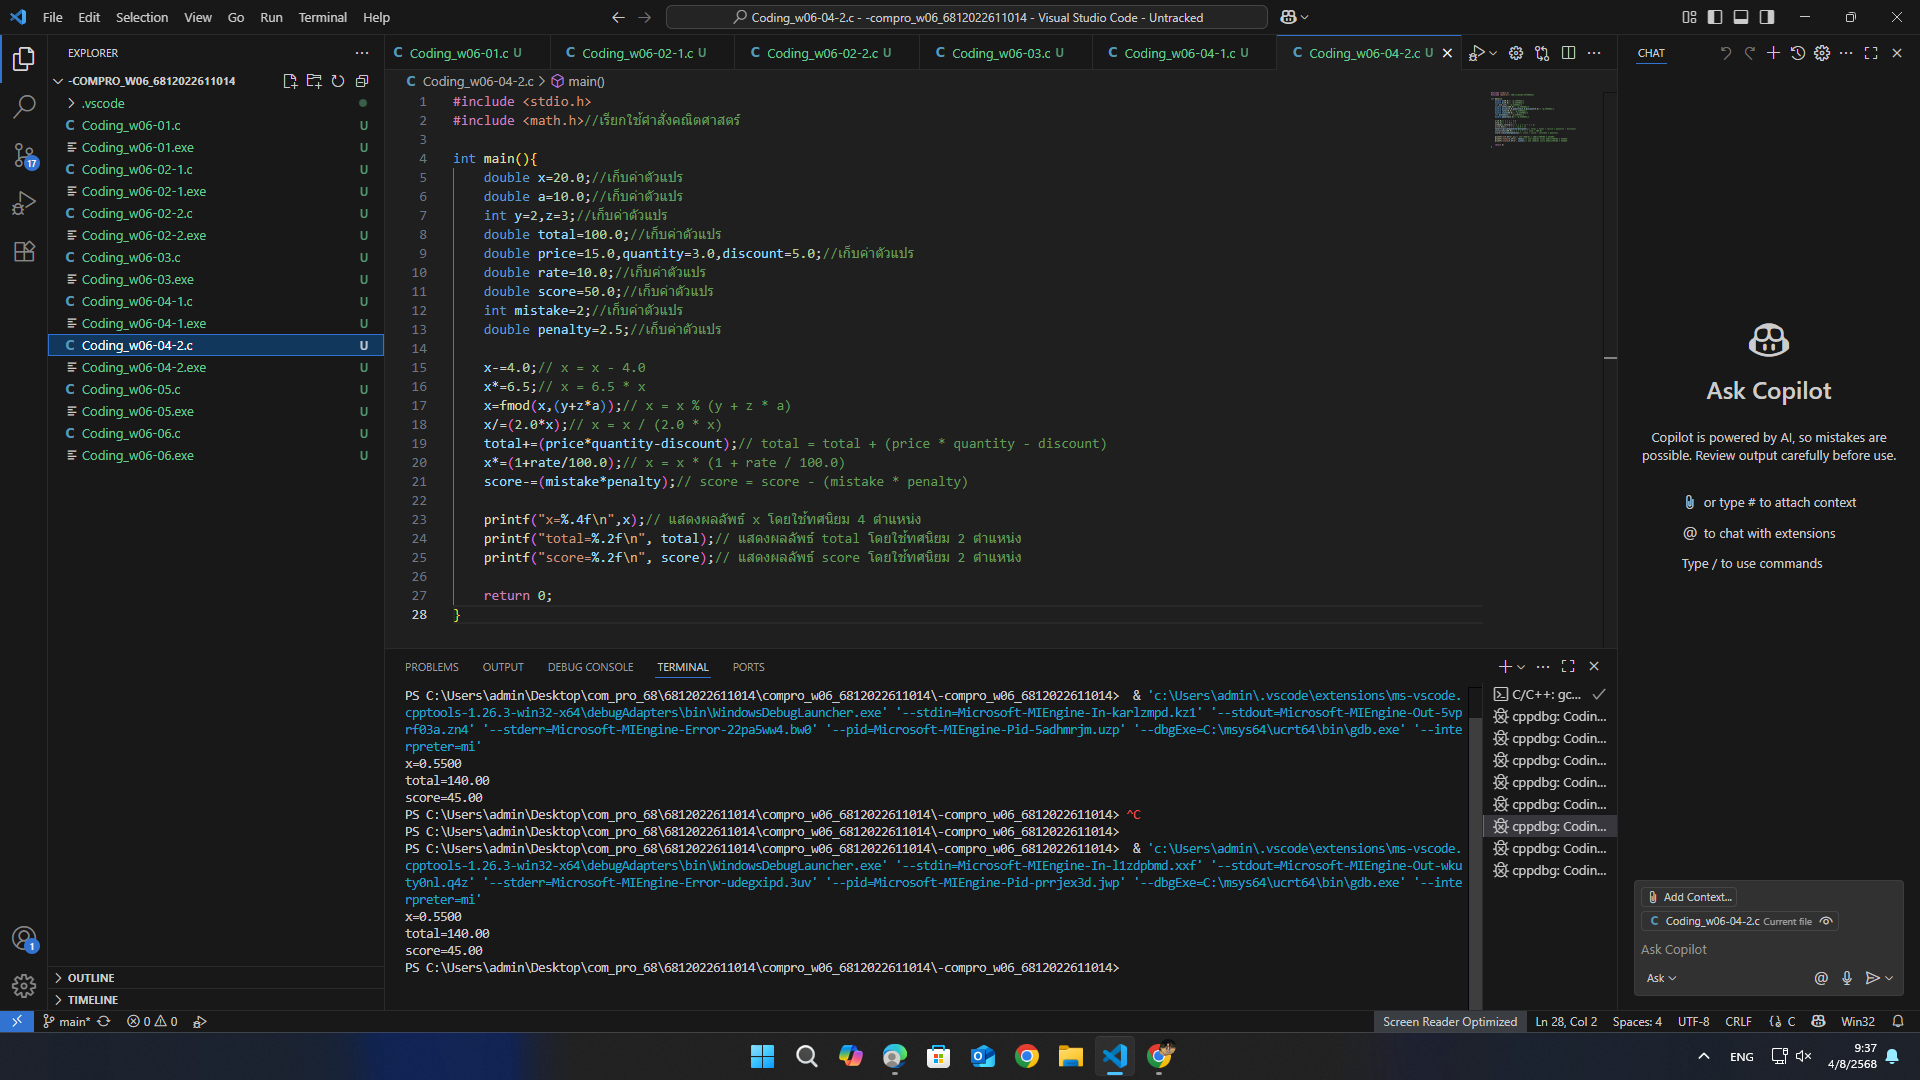 File Edit Selection View Go Run Terminal Help
Coding_w06-04-2.c - -compro_w06_6812022611014 - Visual Studio Code - Untracked
EXPLORER
-COMPRO_W06_6812022611014
.vscode
Coding_w06-01.c U
Coding_w06-01.exe U
Coding_w06-02-1.c U
Coding_w06-02-1.exe U
Coding_w06-02-2.c U
Coding_w06-02-2.exe U
Coding_w06-03.c U
Coding_w06-03.exe U
Coding_w06-04-1.c U
Coding_w06-04-1.exe U
Coding_w06-04-2.c U
Coding_w06-04-2.exe U
Coding_w06-05.c U
Coding_w06-05.exe U
Coding_w06-06.c U
Coding_w06-06.exe U
17
1
OUTLINE
TIMELINE
Coding_w06-01.c U Coding_w06-02-1.c U Coding_w06-02-2.c U Coding_w06-03.c U Coding_w06-04-1.c U Coding_w06-04-2.c U
Coding_w06-04-2.c > main()
1 #include <stdio.h>
2 #include <math.h>//เรียกใช้คำสั่งคณิตศาสตร์
3
4 int main(){
5 double x=20.0;//เก็บค่าตัวแปร
6 double a=10.0;//เก็บค่าตัวแปร
7 int y=2,z=3;//เก็บค่าตัวแปร
8 double total=100.0;//เก็บค่าตัวแปร
9 double price=15.0,quantity=3.0,discount=5.0;//เก็บค่าตัวแปร
10 double rate=10.0;//เก็บค่าตัวแปร
11 double score=50.0;//เก็บค่าตัวแปร
12 int mistake=2;//เก็บค่าตัวแปร
13 double penalty=2.5;//เก็บค่าตัวแปร
14
15 x-=4.0;// x = x - 4.0
16 x*=6.5;// x = 6.5 * x
17 x=fmod(x,(y+z*a));// x = x % (y + z * a)
18 x/=(2.0*x);// x = x / (2.0 * x)
19 total+=(price*quantity-discount);// total = total + (price * quantity - discount)
20 x*=(1+rate/100.0);// x = x * (1 + rate / 100.0)
21 score-=(mistake*penalty);// score = score - (mistake * penalty)
22
23 printf("x=%.4f\n",x);// แสดงผลลัพธ์ x โดยใช้ทศนิยม 4 ตำแหน่ง
24 printf("total=%.2f\n", total);// แสดงผลลัพธ์ total โดยใช้ทศนิยม 2 ตำแหน่ง
25 printf("score=%.2f\n", score);// แสดงผลลัพธ์ score โดยใช้ทศนิยม 2 ตำแหน่ง
26
27 return 0;
28 }
PROBLEMS OUTPUT DEBUG CONSOLE TERMINAL PORTS
PS C:\Users\admin\Desktop\com_pro_68\6812022611014\compro_w06_6812022611014\-compro_w06_6812022611014> & 'c:\Users\admin\.vscode\extensions\ms-vscode.
cpptools-1.26.3-win32-x64\debugAdapters\bin\WindowsDebugLauncher.exe' '--stdin=Microsoft-MIEngine-In-karlzmpd.kz1' '--stdout=Microsoft-MIEngine-Out-5vp
rf03a.zn4' '--stderr=Microsoft-MIEngine-Error-22pa5ww4.bw0' '--pid=Microsoft-MIEngine-Pid-5adhmrjm.uzp' '--dbgExe=C:\msys64\ucrt64\bin\gdb.exe' '--inte
rpreter=mi'
x=0.5500
total=140.00
score=45.00
PS C:\Users\admin\Desktop\com_pro_68\6812022611014\compro_w06_6812022611014\-compro_w06_6812022611014> ^C
PS C:\Users\admin\Desktop\com_pro_68\6812022611014\compro_w06_6812022611014\-compro_w06_6812022611014>
PS C:\Users\admin\Desktop\com_pro_68\6812022611014\compro_w06_6812022611014\-compro_w06_6812022611014> & 'c:\Users\admin\.vscode\extensions\ms-vscode.
cpptools-1.26.3-win32-x64\debugAdapters\bin\WindowsDebugLauncher.exe' '--stdin=Microsoft-MIEngine-In-l1zdpbmd.xxf' '--stdout=Microsoft-MIEngine-Out-wku
ty0nl.q4z' '--stderr=Microsoft-MIEngine-Error-udegxipd.3uv' '--pid=Microsoft-MIEngine-Pid-prrjex3d.jwp' '--dbgExe=C:\msys64\ucrt64\bin\gdb.exe' '--inte
rpreter=mi'
x=0.5500
total=140.00
score=45.00
PS C:\Users\admin\Desktop\com_pro_68\6812022611014\compro_w06_6812022611014\-compro_w06_6812022611014>
C/C++: gc...
cppdbg: Codin...
cppdbg: Codin...
cppdbg: Codin...
cppdbg: Codin...
cppdbg: Codin...
cppdbg: Codin...
cppdbg: Codin...
cppdbg: Codin...
CHAT
Ask Copilot
Copilot is powered by AI, so mistakes are
possible. Review output carefully before use.
or type # to attach context
@ to chat with extensions
Type / to use commands
Add Context...
Coding_w06-04-2.c Current file
Ask Copilot
Ask
main* 0 0
Screen Reader Optimized Ln 28, Col 2 Spaces: 4 UTF-8 CRLF C Win32
ENG
9:37
4/8/2568